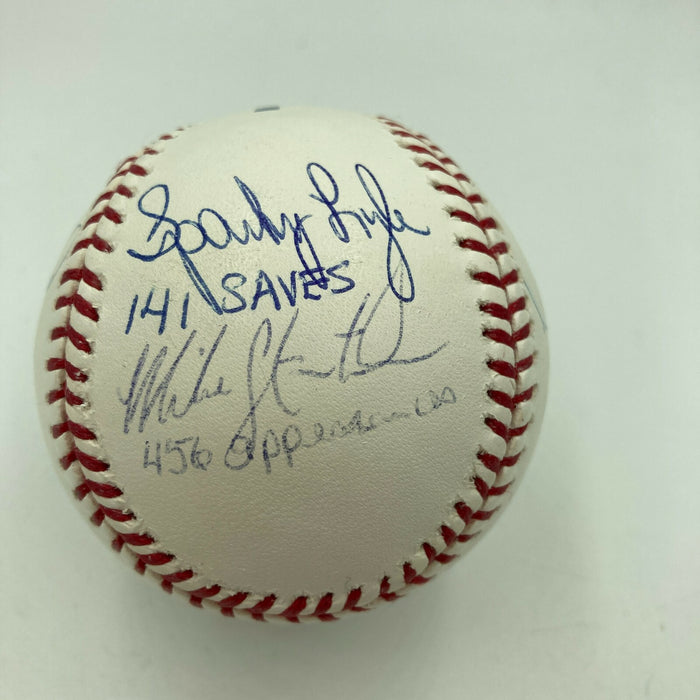 Sparky Lyle
141 SAVES
Mike Stanton
456 appearances